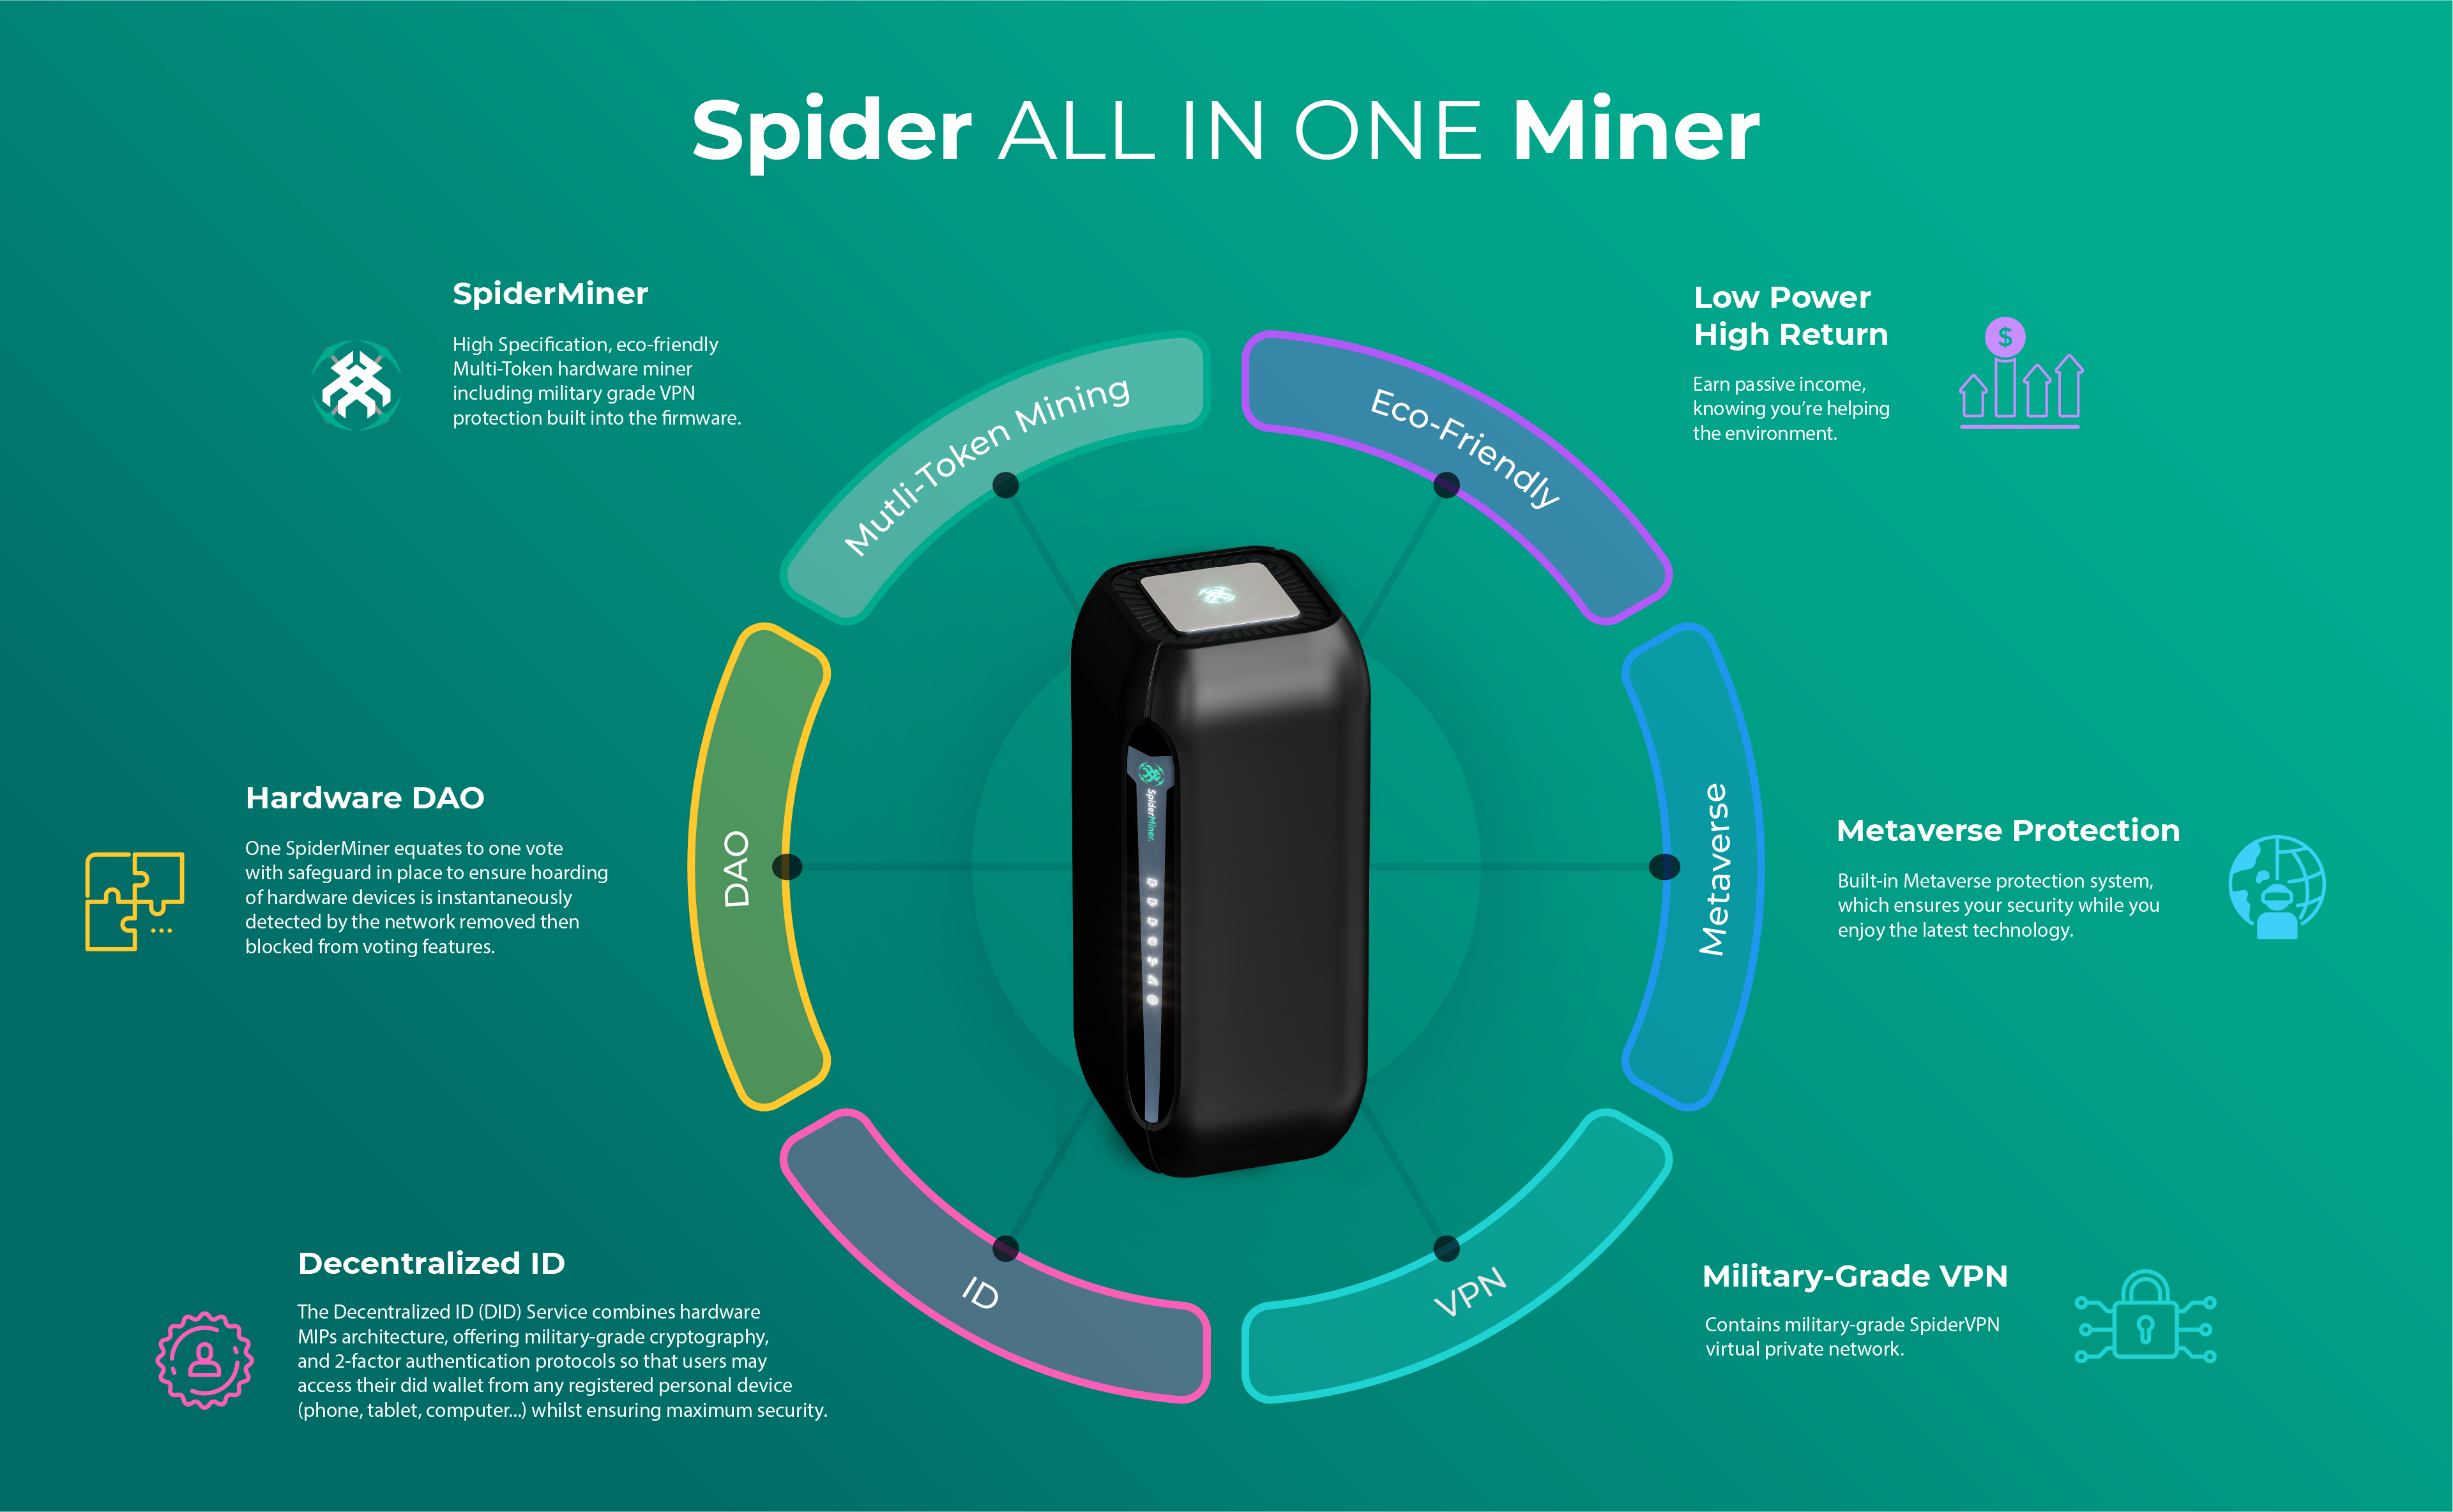 Spider ALL IN ONE Miner
SpiderMiner
High Specification, eco-friendly
Multi-Token hardware miner
including military grade VPN
protection built into the firmware.
Low Power
High Return
Earn passive income,
knowing you're helping
the environment.
$
Mutli-Token Mining
Eco-Friendly
Hardware DAO
One SpiderMiner equates to one vote
with safeguard in place to ensure hoarding
of hardware devices is instantaneously
detected by the network removed then
blocked from voting features.
DAO
SpiderMiner.
Metaverse
Metaverse Protection
Built-in Metaverse protection system,
which ensures your security while you
enjoy the latest technology.
Decentralized ID
The Decentralized ID (DID) Service combines hardware
MIPs architecture, offering military-grade cryptography,
and 2-factor authentication protocols so that users may
access their did wallet from any registered personal device
(phone, tablet, computer...) whilst ensuring maximum security.
ID
VPN
Military-Grade VPN
Contains military-grade SpiderVPN
virtual private network.